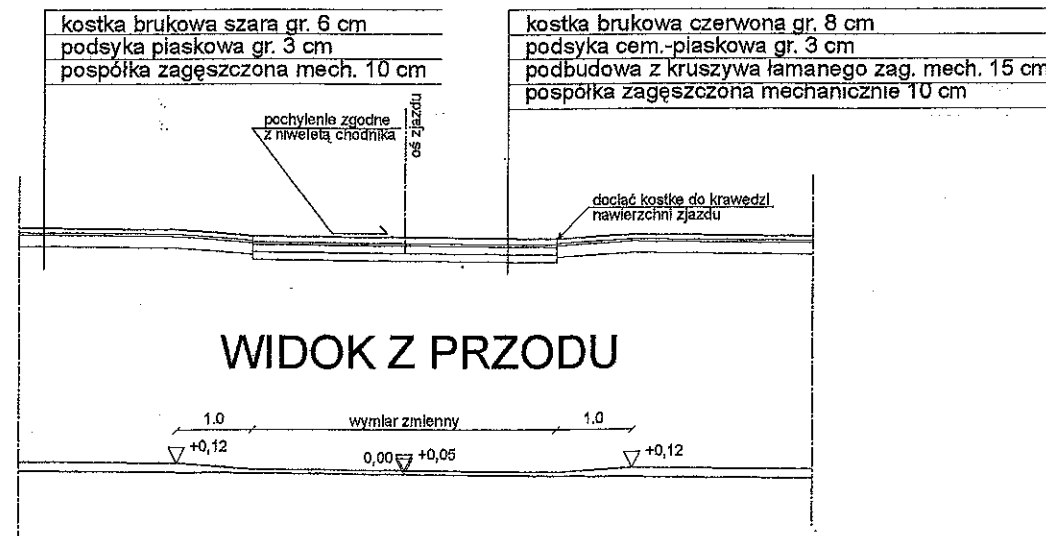 kostka brukowa szara gr. 6 cm
podsyka piaskowa gr. 3 cm
pospółka zagęszczona mech. 10 cm
kostka brukowa czerwona gr. 8 cm
podsyka cem.-piaskowa gr. 3 cm
podbudowa z kruszywa łamanego zag. mech. 15 cm
pospółka zagęszczona mechanicznie 10 cm
pochylenie zgodne
z niweletą chodnika
oś zjazdu
dociąć kostkę do krawędzi
nawierzchni zjazdu
WIDOK Z PRZODU
1.0
wymiar zmienny
1.0
+0,12
0,00
+0,05
+0,12